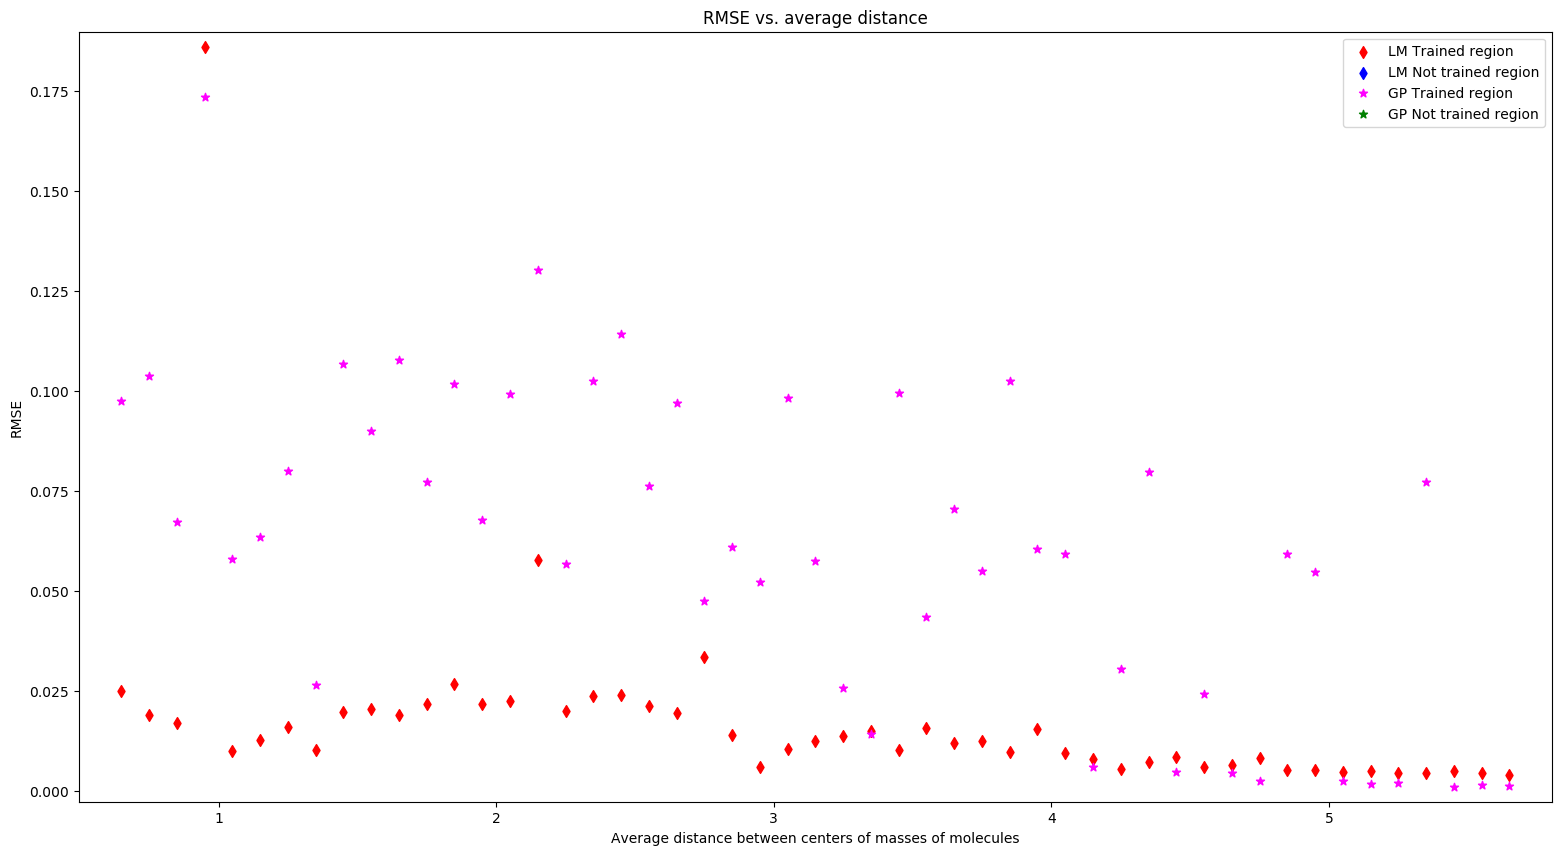 RMSE vs. average distance
LM Trained region
LM Not trained region
GP Trained region
GP Not trained region
RMSE
0.175
0.150
0.125
0.100
0.075
0.050
0.025
0.000
1
2
3
4
5
Average distance between centers of masses of molecules